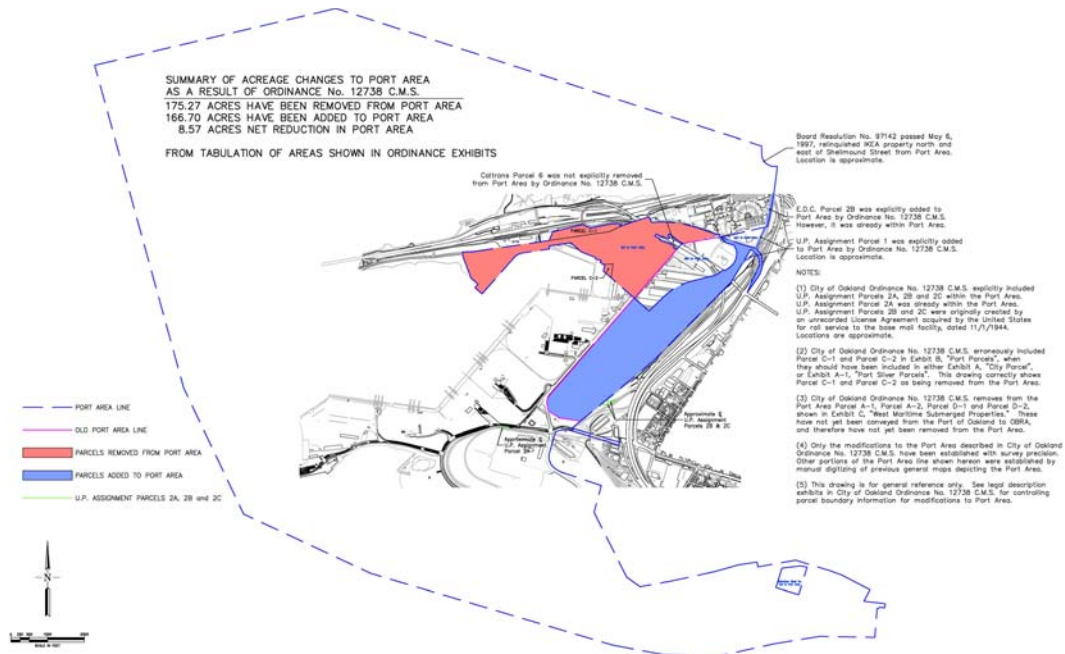 SUMMARY OF ACREAGE CHANGES TO PORT AREA
AS A RESULT OF ORDINANCE No. 12738 C.M.S.
175.27 ACRES HAVE BEEN REMOVED FROM PORT AREA
166.70 ACRES HAVE BEEN ADDED TO PORT AREA
8.57 ACRES NET REDUCTION IN PORT AREA
FROM TABULATION OF AREAS SHOWN IN ORDINANCE EXHIBITS
Caltrans Parcel 6 was not explicitly removed
from Port Area by Ordinance No. 12738 C.M.S.
Board Resolution No. 97142 passed May 6,
1997, relinquished IKEA property north and
east of Shellmound Street from Port Area.
Location is approximate.
E.D.C. Parcel 2B was explicitly added to
Port Area by Ordinance No. 12738 C.M.S.
However, it was already within Port Area.
U.P. Assignment Parcel 1 was explicitly added
to Port Area by Ordinance No. 12738 C.M.S.
Location is approximate.
NOTES:
(1) City of Oakland Ordinance No. 12738 C.M.S. explicitly included
U.P. Assignment Parcels 2A, 2B and 2C within the Port Area.
U.P. Assignment Parcel 2A was already within the Port Area.
U.P. Assignment Parcels 2B and 2C were originally created by
an unrecorded License Agreement acquired by the United States
for rail service to the base mail facility, dated 11/1/1944.
Locations are approximate.
(2) City of Oakland Ordinance No. 12738 C.M.S. erroneously included
Parcel C-1 and Parcel C-2 in Exhibit B, "Port Parcels", when
they should have been included in either Exhibit A, "City Parcel",
or Exhibit A-1, "Port Sliver Parcels". This drawing correctly shows
Parcel C-1 and Parcel C-2 as being removed from the Port Area.
(3) City of Oakland Ordinance No. 12738 C.M.S. removes from the
Port Area Parcel A-1, Parcel A-2, Parcel D-1 and Parcel D-2,
shown in Exhibit C, "West Maritime Submerged Properties." These
have not yet been conveyed from the Port of Oakland to OBRA,
and therefore have not yet been removed from the Port Area.
(4) Only the modifications to the Port Area described in City of Oakland
Ordinance No. 12738 C.M.S. have been established with survey precision.
Other portions of the Port Area line shown hereon were established by
manual digitizing of previous general maps depicting the Port Area.
(5) This drawing is for general reference only. See legal description
exhibits in City of Oakland Ordinance No. 12738 C.M.S. for controlling
parcel boundary information for modifications to Port Area.
PARCEL C-1
PARCEL C-2
Approximate ℄
U.P. Assignment
Parcels 2B & 2C
Approximate ℄
U.P. Assignment
Parcel 2A
PORT AREA LINE
OLD PORT AREA LINE
PARCELS REMOVED FROM PORT AREA
PARCELS ADDED TO PORT AREA
U.P. ASSIGNMENT PARCELS 2A, 2B and 2C
N
SCALE IN FEET